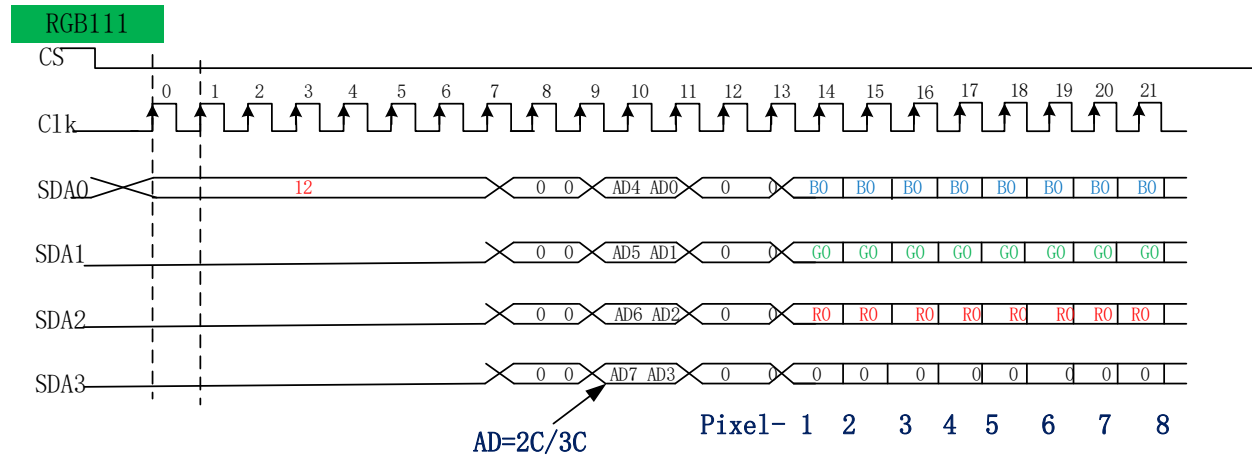 RGB111
CS
0 1 2 3 4 5 6 7 8 9 10 11 12 13 14 15 16 17 18 19 20 21
Clk
SDA0 12 0 0 AD4 AD0 0 0 B0 B0 B0 B0 B0 B0 B0 B0
SDA1 0 0 AD5 AD1 0 0 G0 G0 G0 G0 G0 G0 G0 G0
SDA2 0 0 AD6 AD2 0 0 R0 R0 R0 R0 R0 R0 R0 R0
SDA3 0 0 AD7 AD3 0 0 0 0 0 0 0 0 0 0
Pixel- 1 2 3 4 5 6 7 8
AD=2C/3C